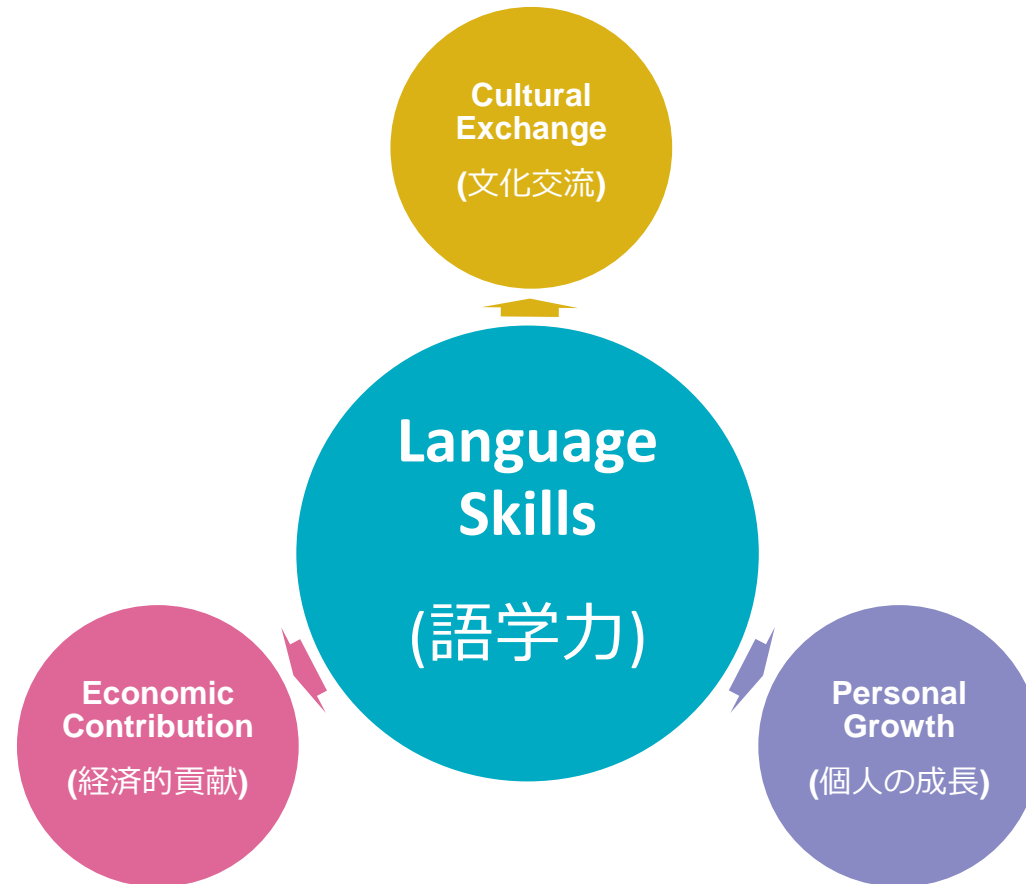 Cultural
Exchange
(文化交流)
Language
Skills
(語学力)
Economic
Contribution
(経済的貢献)
Personal
Growth
(個人の成長)